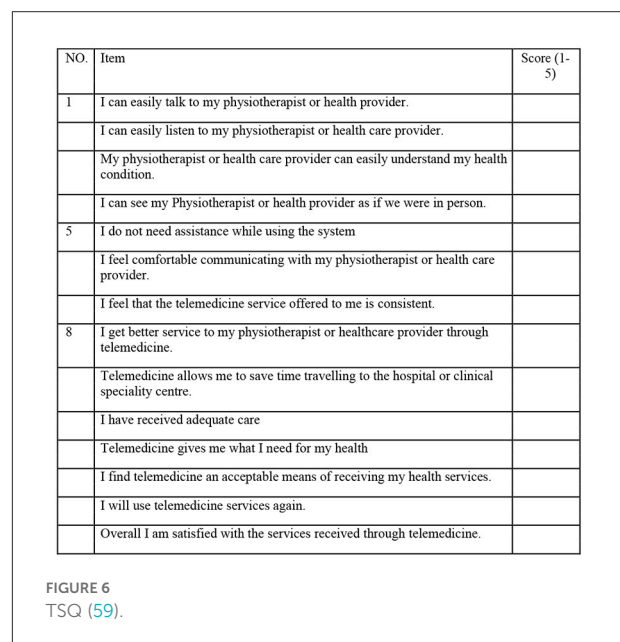 NO. Item Score (1-
5)
1 I can easily talk to my physiotherapist or health provider.
I can easily listen to my physiotherapist or health care provider.
My physiotherapist or health care provider can easily understand my health
condition.
I can see my Physiotherapist or health provider as if we were in person.
5 I do not need assistance while using the system
I feel comfortable communicating with my physiotherapist or health care
provider.
I feel that the telemedicine service offered to me is consistent.
8 I get better service to my physiotherapist or healthcare provider through
telemedicine.
Telemedicine allows me to save time travelling to the hospital or clinical
speciality centre.
I have received adequate care
Telemedicine gives me what I need for my health
I find telemedicine an acceptable means of receiving my health services.
I will use telemedicine services again.
Overall I am satisfied with the services received through telemedicine.
FIGURE 6
TSQ (59).